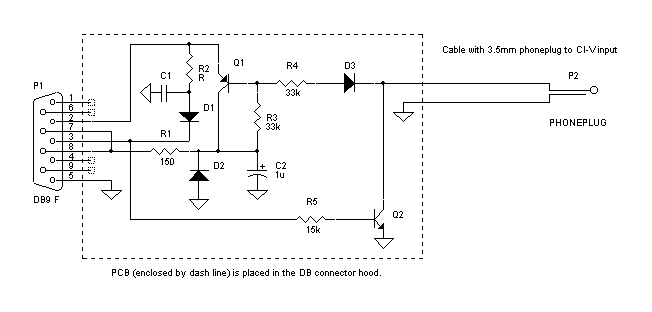 Cable with 3.5mm phoneplug to CI-V input
P1
1
6
2
7
3
8
4
9
5
DB9 F
R2
R
C1
D1
R1
150
D2
Q1
R3
33k
C2
+
1u
R4
33k
D3
R5
15k
Q2
P2
PHONEPLUG
PCB (enclosed by dash line) is placed in the DB connector hood.